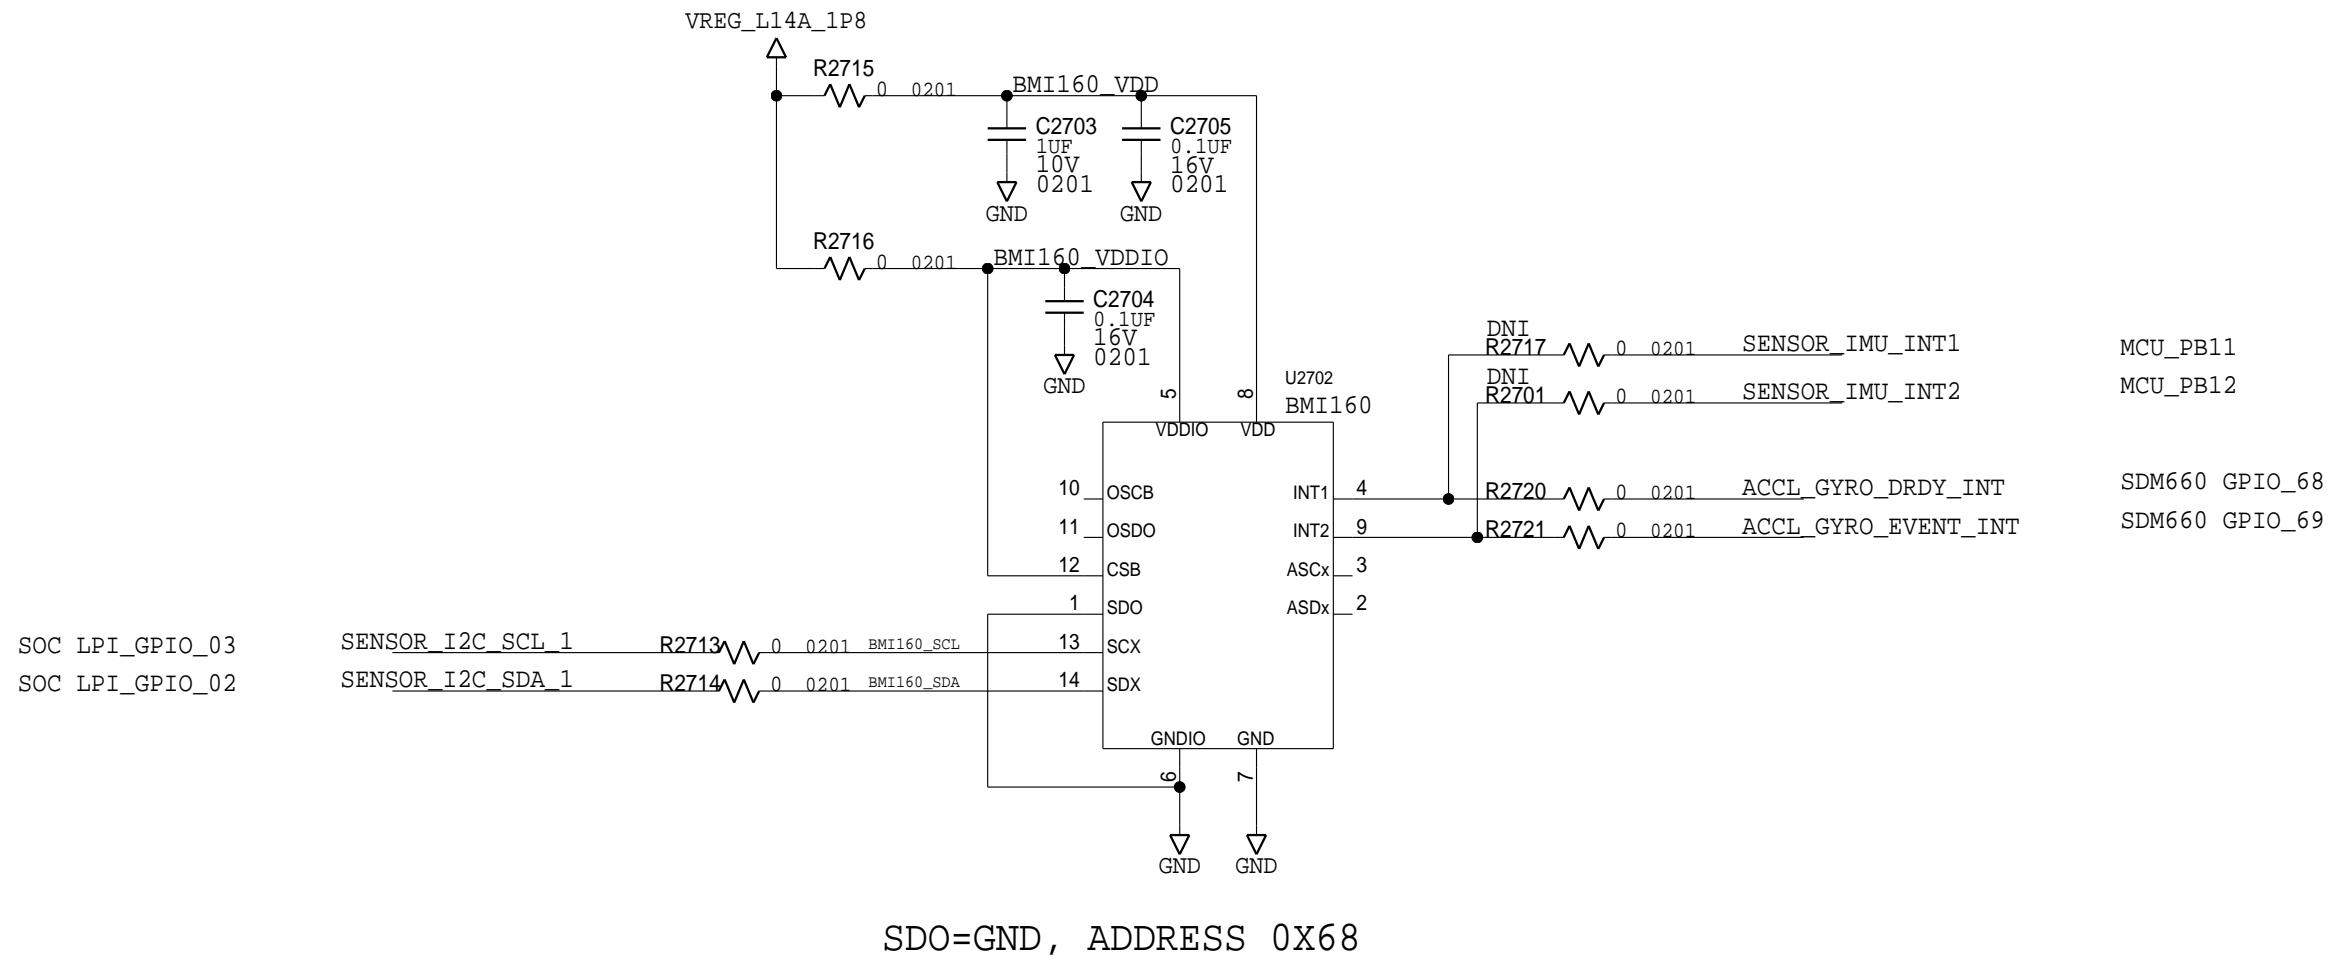 VREG_L14A_1P8
R2715
0 0201
BMI160_VDD
C2703
1UF
10V
0201
GND
C2705
0.1UF
16V
0201
GND
R2716
0 0201
BMI160_VDDIO
C2704
0.1UF
16V
0201
GND
DNI
R2717 0 0201 SENSOR_IMU_INT1 MCU_PB11
DNI
R2701 0 0201 SENSOR_IMU_INT2 MCU_PB12
U2702
BMI160
5 8
VDDIO VDD
10 OSCB INT1 4 R2720 0 0201 ACCL_GYRO_DRDY_INT SDM660 GPIO_68
11 OSDO INT2 9 R2721 0 0201 ACCL_GYRO_EVENT_INT SDM660 GPIO_69
12 CSB ASCx 3
1 SDO ASDx 2
SOC LPI_GPIO_03 SENSOR_I2C_SCL_1 R2713 0 0201 BMI160_SCL 13 SCX
SOC LPI_GPIO_02 SENSOR_I2C_SDA_1 R2714 0 0201 BMI160_SDA 14 SDX
GNDIO GND
6 7
GND GND
SDO=GND, ADDRESS 0X68